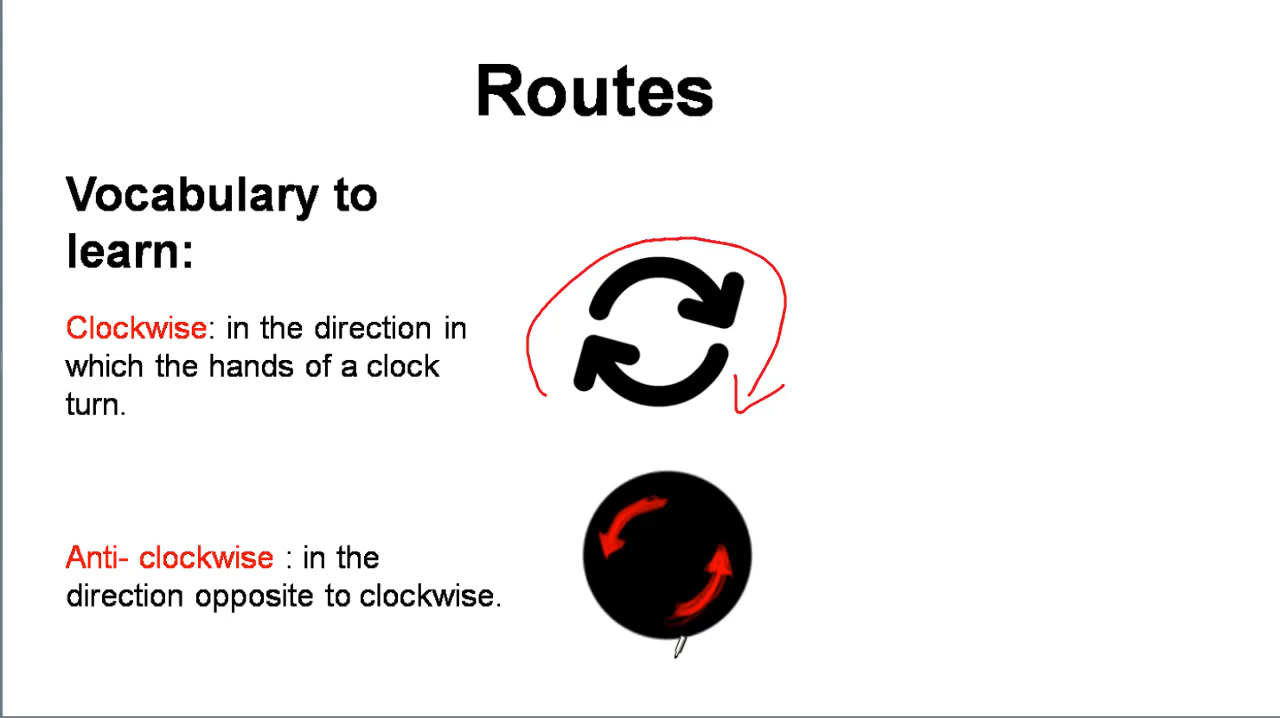 Routes
Vocabulary to
learn:
Clockwise: in the direction in
which the hands of a clock
turn.
Anti- clockwise : in the
direction opposite to clockwise.